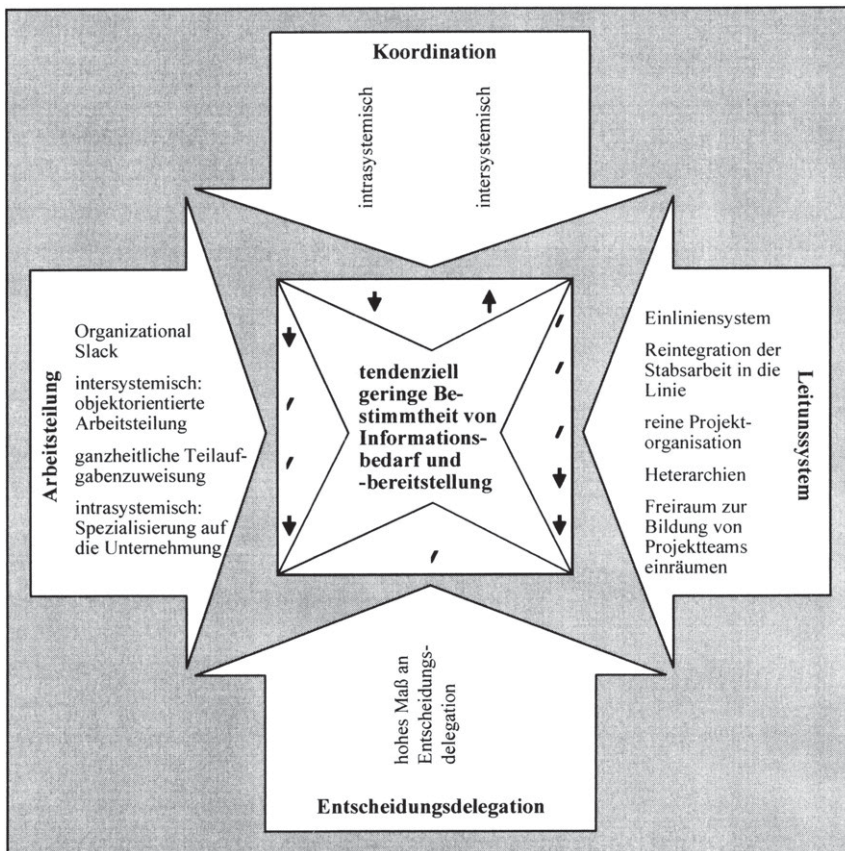 Koordination
intrasystemisch
intersystemisch
Arbeitsteilung
Organizational
Slack
intersystemisch:
objektorientierte
Arbeitsteilung
ganzheitliche Teilauf-
gabenzuweisung
intrasystemisch:
Spezialisierung auf
die Unternehmung
tendenziell
geringe Be-
stimmtheit von
Informations-
bedarf und
-bereitstellung
Einliniensystem
Reintegration der
Stabsarbeit in die
Linie
reine Projekt-
organisation
Heterarchien
Freiraum zur
Bildung von
Projektteams
einräumen
Leitunssystem
hohes Maß an
Entscheidungs-
delegation
Entscheidungsdelegation